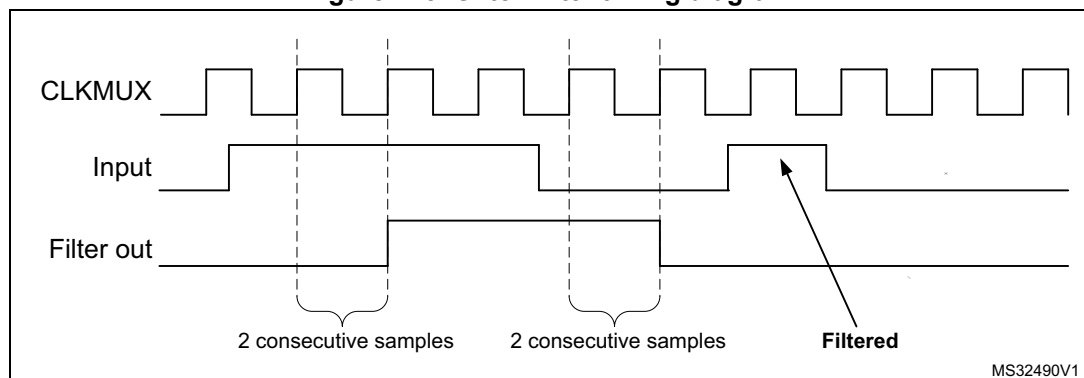 CLKMUX
Input
Filter out
2 consecutive samples
2 consecutive samples
Filtered
MS32490V1